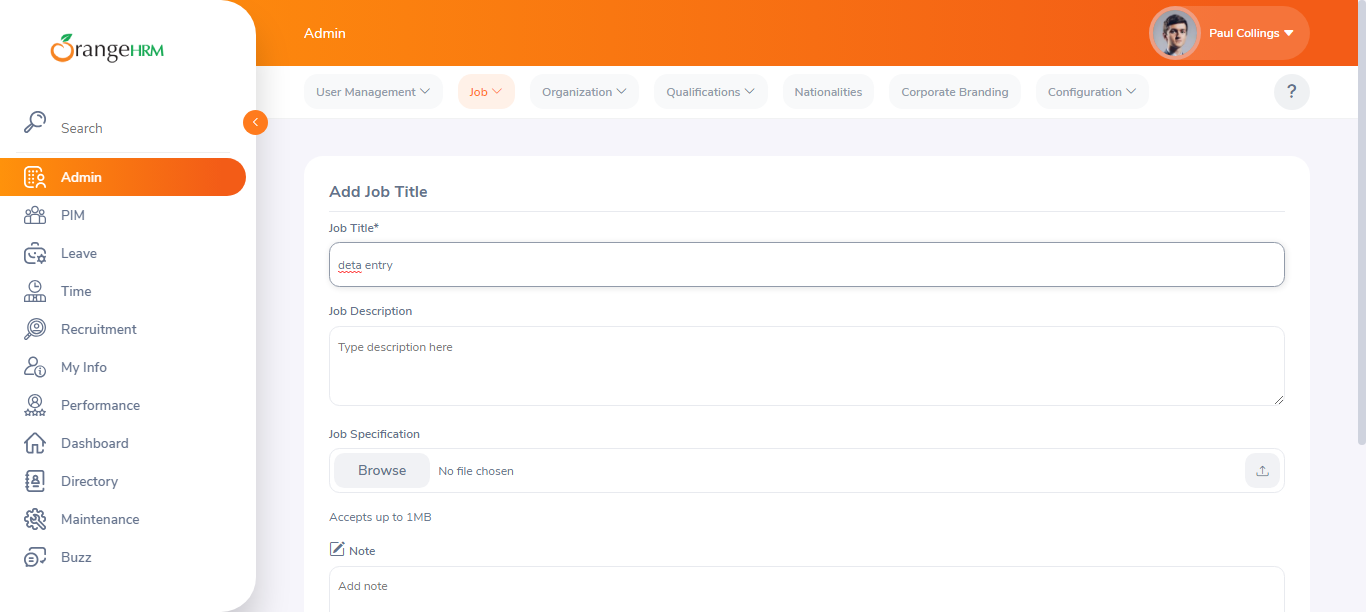 OrangeHRM
Admin
Paul Collings
User Management
Job
Organization
Qualifications
Nationalities
Corporate Branding
Configuration
?
Search
Admin
PIM
Leave
Time
Recruitment
My Info
Performance
Dashboard
Directory
Maintenance
Buzz
Add Job Title
Job Title*
deta entry
Job Description
Type description here
Job Specification
Browse No file chosen
Accepts up to 1MB
Note
Add note